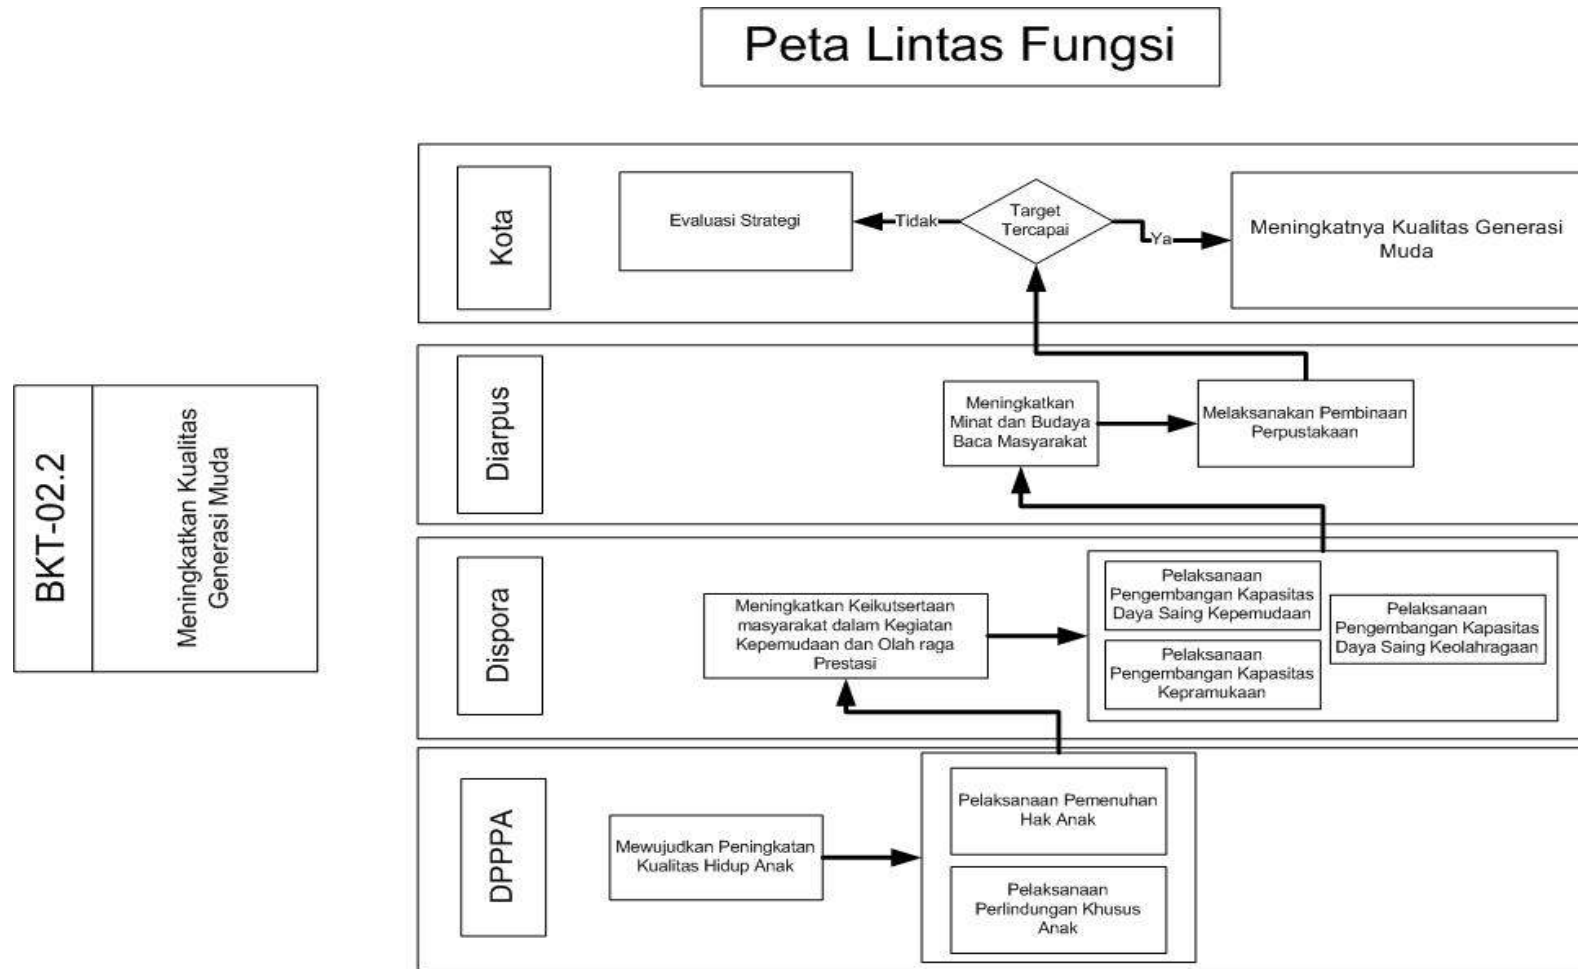 Peta Lintas Fungsi
BKT-02.2
Meningkatkan Kualitas
Generasi Muda
Kota
Evaluasi Strategi
Tidak
Target
Tercapai
Ya
Meningkatnya Kualitas Generasi
Muda
Diarpus
Meningkatkan
Minat dan Budaya
Baca Masyarakat
Melaksanakan Pembinaan
Perpustakaan
Dispora
Meningkatkan Keikutsertaan
masyarakat dalam Kegiatan
Kepemudaan dan Olah raga
Prestasi
Pelaksanaan
Pengembangan Kapasitas
Daya Saing Kepemudaan
Pelaksanaan
Pengembangan Kapasitas
Kepramukaan
Pelaksanaan
Pengembangan Kapasitas
Daya Saing Keolahragaan
DPPPA
Mewujudkan Peningkatan
Kualitas Hidup Anak
Pelaksanaan Pemenuhan
Hak Anak
Pelaksanaan
Perlindungan Khusus
Anak